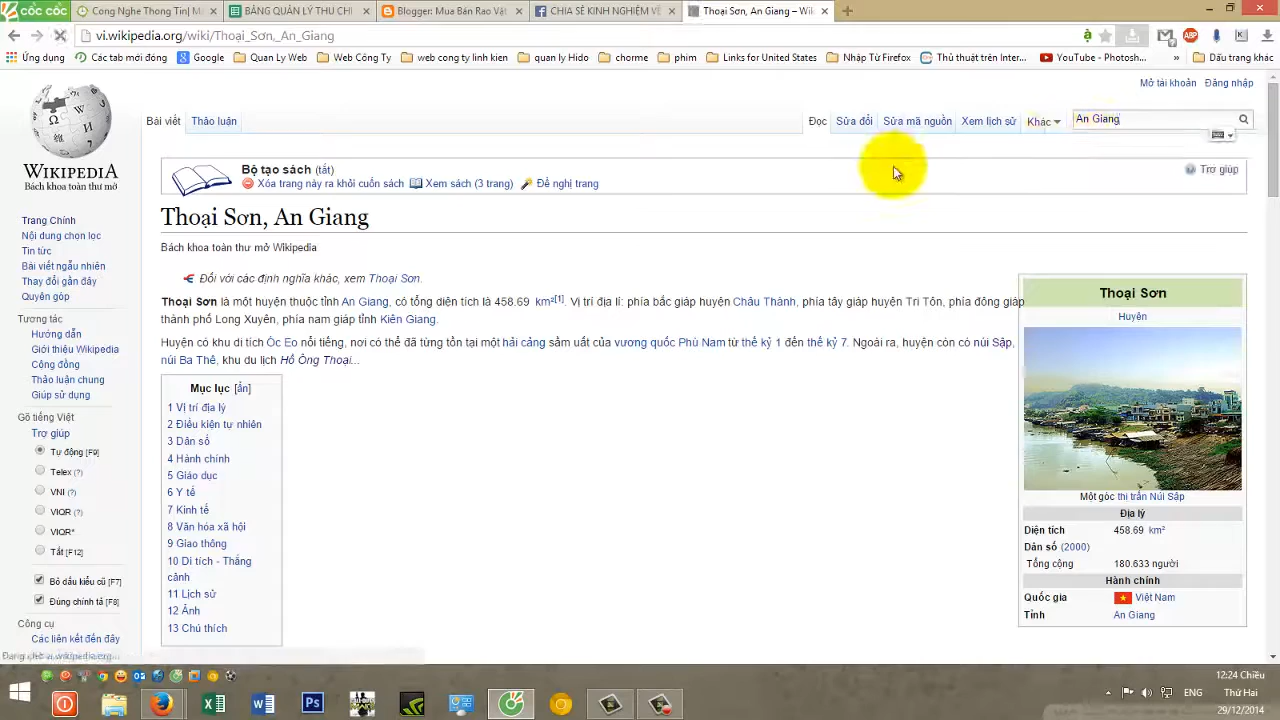 CỐC CỐC
Cong Nghe Thong Tin| M
BẢNG QUẢN LÝ THU CHI
Blogger: Mua Bán Rao Vặt
CHIA SẼ KINH NGHIỆM VỀ
Thoại Sơn, An Giang – Wi
vi.wikipedia.org/wiki/Thoại_Sơn,_An_Giang
ABP
Ứng dụng
Các tab mới đóng
Google
Quan Ly Web
Web Công Ty
web cong ty linh kien
quan ly Hido
chorme
phim
Links for United States
Nhập Từ Firefox
Thủ thuật trên Inter...
YouTube - Photosh...
»
Dấu trang khác
Mở tài khoản
Đăng nhập
Bài viết
Thảo luận
Đọc
Sửa đổi
Sửa mã nguồn
Xem lịch sử
Khác
An Giang
WIKIPEDIA
Bách khoa toàn thư mở
Bộ tạo sách (tắt)
Xóa trang này ra khỏi cuốn sách
Xem sách (3 trang)
Đề nghị trang
Trợ giúp
Trang Chính
Nội dung chọn lọc
Tin tức
Bài viết ngẫu nhiên
Thay đổi gần đây
Quyên góp
Tương tác
Hướng dẫn
Giới thiệu Wikipedia
Cộng đồng
Thảo luận chung
Giúp sử dụng
Gõ tiếng Việt
Trợ giúp
Tự động [F9]
Telex (?)
VNI (?)
VIQR (?)
VIQR*
Tắt [F12]
Bỏ dấu kiểu cũ [F7]
Đúng chính tả [F8]
Công cụ
Các liên kết đến đây
Thoại Sơn, An Giang
Bách khoa toàn thư mở Wikipedia
Đối với các định nghĩa khác, xem Thoại Sơn.
Thoại Sơn là một huyện thuộc tỉnh An Giang, có tổng diện tích là 458.69 km²[1]. Vị trí địa lí: phía bắc giáp huyện Châu Thành, phía tây giáp huyện Tri Tôn, phía đông giáp
thành phố Long Xuyên, phía nam giáp tỉnh Kiên Giang.
Huyện có khu di tích Óc Eo nổi tiếng, nơi có thể đã từng tồn tại một hải cảng sầm uất của vương quốc Phù Nam từ thế kỷ 1 đến thế kỷ 7. Ngoài ra, huyện còn có núi Sập,
núi Ba Thê, khu du lịch Hồ Ông Thoại...
Mục lục [ẩn]
1 Vị trí địa lý
2 Điều kiện tự nhiên
3 Dân số
4 Hành chính
5 Giáo dục
6 Y tế
7 Kinh tế
8 Văn hóa xã hội
9 Giao thông
10 Di tích - Thắng
cảnh
11 Lịch sử
12 Ảnh
13 Chú thích
Thoại Sơn
Huyện
Một góc thị trấn Núi Sập
Địa lý
Diện tích 458.69 km²
Dân số (2000)
Tổng cộng 180.633 người
Hành chính
Quốc gia Việt Nam
Tỉnh An Giang
ENG
12:24 Chiều
Thứ Hai
29/12/2014